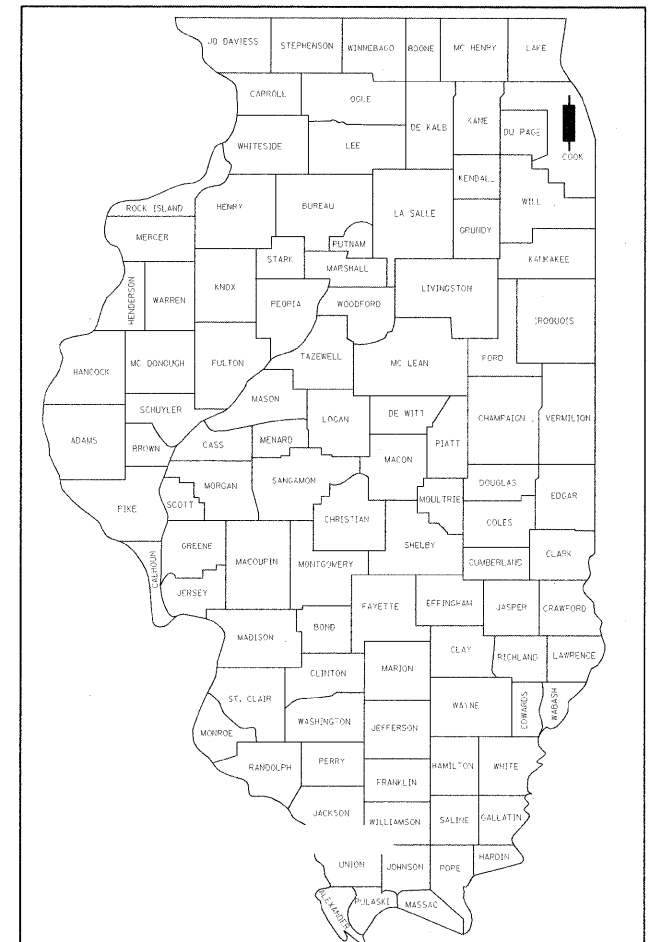 JO DAVIESS
STEPHENSON
WINNEBAGO
BOONE
MC HENRY
LAKE
CARROLL
OGLE
DE KALB
KANE
DU PAGE
COOK
WHITESIDE
LEE
KENDALL
WILL
ROCK ISLAND
HENRY
BUREAU
LA SALLE
GRUNDY
MERCER
PUTNAM
STARK
MARSHALL
KANKAKEE
HENDERSON
WARREN
KNOX
PEORIA
WOODFORD
LIVINGSTON
IROQUOIS
HANCOCK
MC DONOUGH
FULTON
TAZEWELL
MC LEAN
FORD
MASON
SCHUYLER
LOGAN
DE WITT
CHAMPAIGN
VERMILION
ADAMS
BROWN
CASS
MENARD
MACON
PIATT
PIKE
SCOTT
MORGAN
SANGAMON
MOULTRIE
DOUGLAS
EDGAR
CHRISTIAN
COLES
CALHOUN
GREENE
MACOUPIN
MONTGOMERY
SHELBY
CUMBERLAND
CLARK
JERSEY
FAYETTE
EFFINGHAM
JASPER
CRAWFORD
MADISON
BOND
CLAY
RICHLAND
LAWRENCE
MARION
CLINTON
ST. CLAIR
WAYNE
EDWARDS
WABASH
WASHINGTON
JEFFERSON
MONROE
RANDOLPH
PERRY
HAMILTON
WHITE
FRANKLIN
JACKSON
WILLIAMSON
SALINE
GALLATIN
UNION
JOHNSON
POPE
HARDIN
ALEXANDER
PULASKI
MASSAC